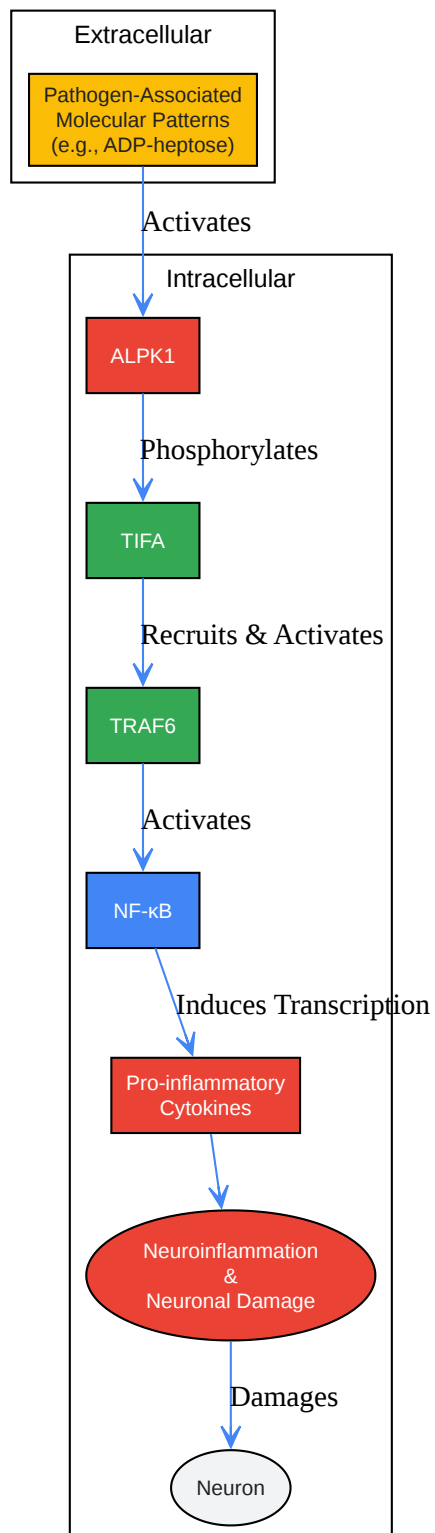 Extracellular
Pathogen-Associated
Molecular Patterns
(e.g., ADP-heptose)
Activates
Intracellular
ALPK1
Phosphorylates
TIFA
Recruits & Activates
TRAF6
Activates
NF-κB
Induces Transcription
Pro-inflammatory
Cytokines
Neuroinflammation
&
Neuronal Damage
Damages
Neuron